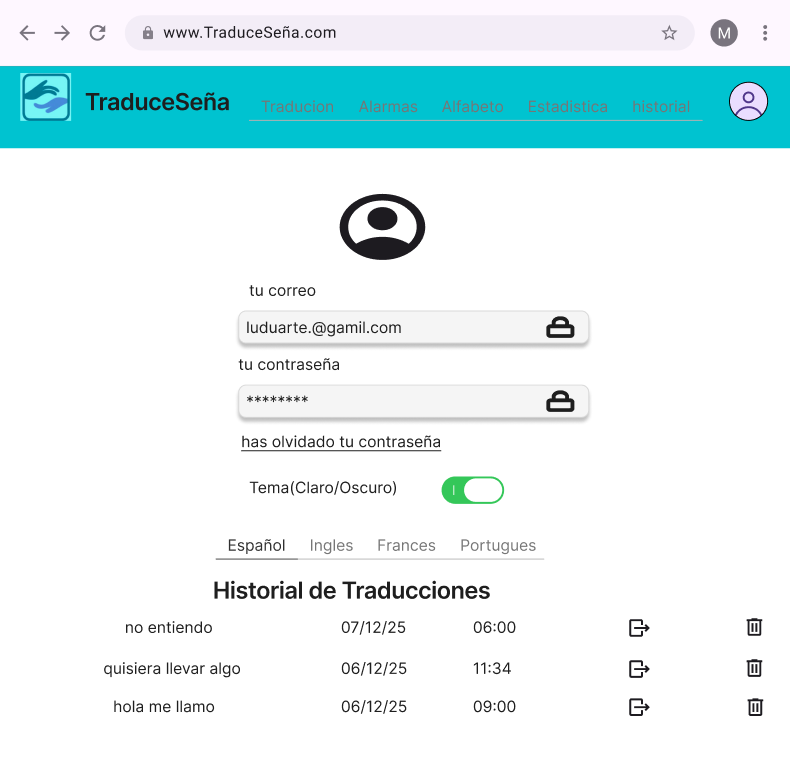 www.TraduceSeña.com
M
TraduceSeña Traducion Alarmas Alfabeto Estadistica historial
tu correo
luduarte.@gamil.com
tu contraseña
********
has olvidado tu contraseña
Tema(Claro/Oscuro)
Español Ingles Frances Portugues
Historial de Traducciones
no entiendo 07/12/25 06:00
quisiera llevar algo 06/12/25 11:34
hola me llamo 06/12/25 09:00